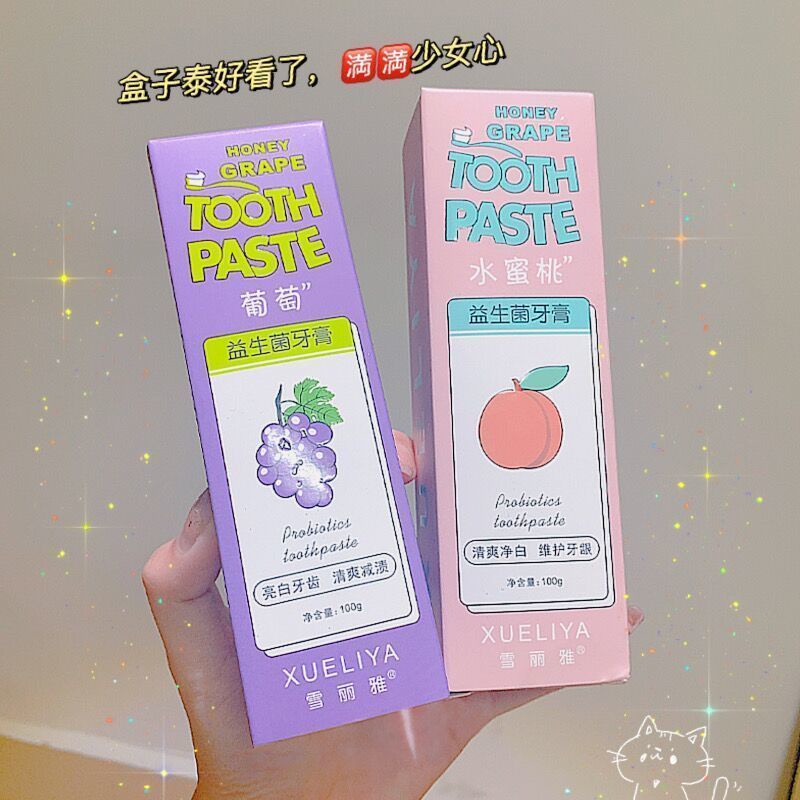 盒子泰好看了，满满少女心
HONEY
GRAPE
TOOTH
PASTE
葡萄”
益生菌牙膏
Probiotics
toothpaste
亮白牙齿 清爽减渍
净含量:100g
XUELIYA
雪丽雅®
HONEY
GRAPE
TOOTH
PASTE
水蜜桃”
益生菌牙膏
Probiotics
toothpaste
清爽净白 维护牙龈
净含量:100g
XUELIYA
雪丽雅®